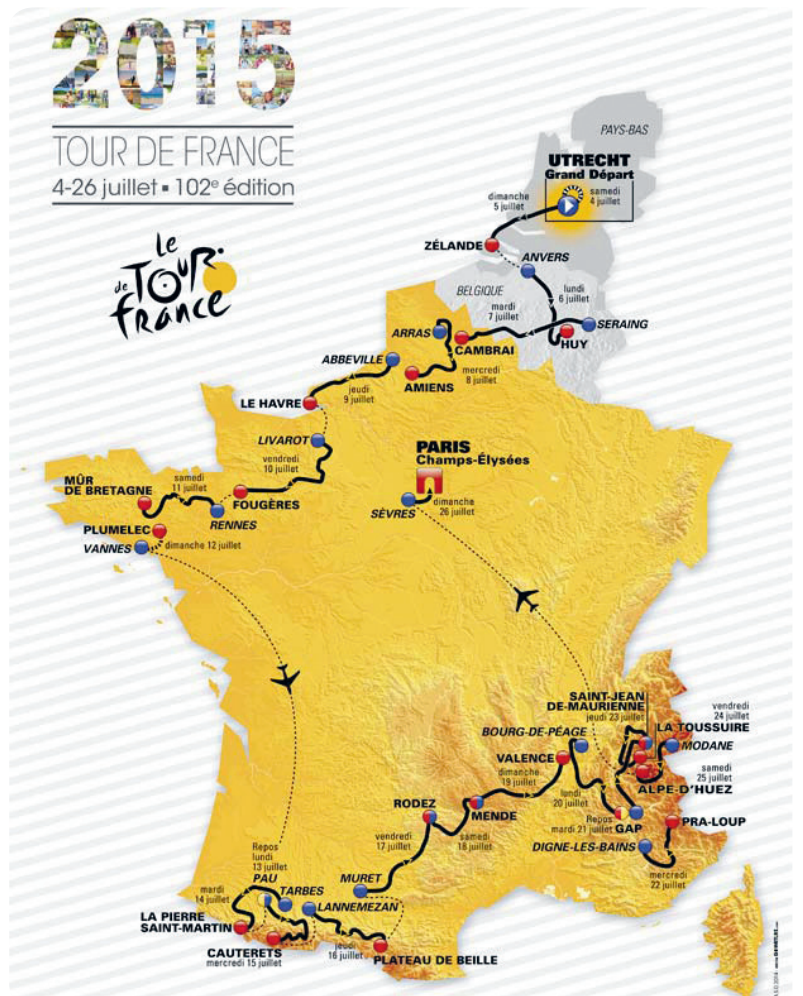 2015
TOUR DE FRANCE
4-26 juillet ▪ 102e édition
Le
de TOUR
france
PAYS-BAS
UTRECHT
Grand Départ
samedi
4 juillet
dimanche
5 juillet
ZÉLANDE
ANVERS
BELGIQUE
lundi
6 juillet
mardi
7 juillet
SERAING
HUY
ARRAS
CAMBRAI
ABBEVILLE
AMIENS
mercredi
8 juillet
jeudi
9 juillet
LE HAVRE
LIVAROT
vendredi
10 juillet
PARIS
Champs-Élysées
dimanche
26 juillet
SÈVRES
MÛR
DE BRETAGNE
samedi
11 juillet
FOUGÈRES
RENNES
PLUMELEC
VANNES
dimanche 12 juillet
SAINT-JEAN
DE-MAURIENNE
jeudi 23 juillet
vendredi
24 juillet
LA TOUSSUIRE
MODANE
BOURG-DE-PÉAGE
VALENCE
dimanche
19 juillet
samedi
25 juillet
ALPE-D'HUEZ
lundi
20 juillet
RODEZ
MENDE
Repos
mardi 21 juillet
GAP
PRA-LOUP
vendredi
17 juillet
samedi
18 juillet
DIGNE-LES-BAINS
mercredi
22 juillet
Repos
lundi
13 juillet
PAU
mardi
14 juillet
TARBES
MURET
LANNEMEZAN
LA PIERRE
SAINT-MARTIN
CAUTERETS
mercredi 15 juillet
jeudi
16 juillet
PLATEAU DE BEILLE